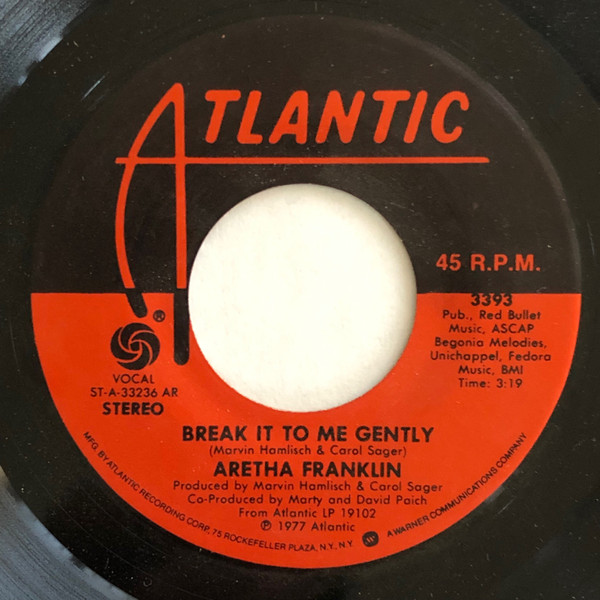 ATLANTIC
45 R.P.M.
3393
Pub., Red Bullet
Music, ASCAP
Begonia Melodies,
Unichappel, Fedora
Music, BMI
Time: 3:19
®
VOCAL
ST-A-33236 AR
STEREO
BREAK IT TO ME GENTLY
(Marvin Hamlisch & Carol Sager)
ARETHA FRANKLIN
Produced by Marvin Hamlisch & Carol Sager
Co-Produced by Marty and David Paich
From Atlantic LP 19102
℗ 1977 Atlantic
MFG. BY ATLANTIC RECORDING CORP., 75 ROCKEFELLER PLAZA, N.Y., N.Y. A WARNER COMMUNICATIONS COMPANY